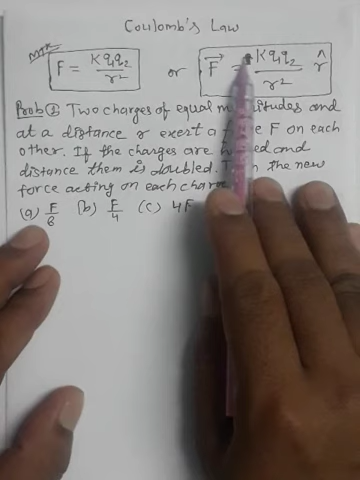 Coulomb's Law
F = Kq1q2/r² or F⃗ = Kq1q2/r² r̂
Prob ① Two charges of equal magnitudes and
at a distance r exert a F on each
other. If the charges are and
distance them is doubled. the new
force acting on each
(a) F/8 (b) F/4 (c) 4F